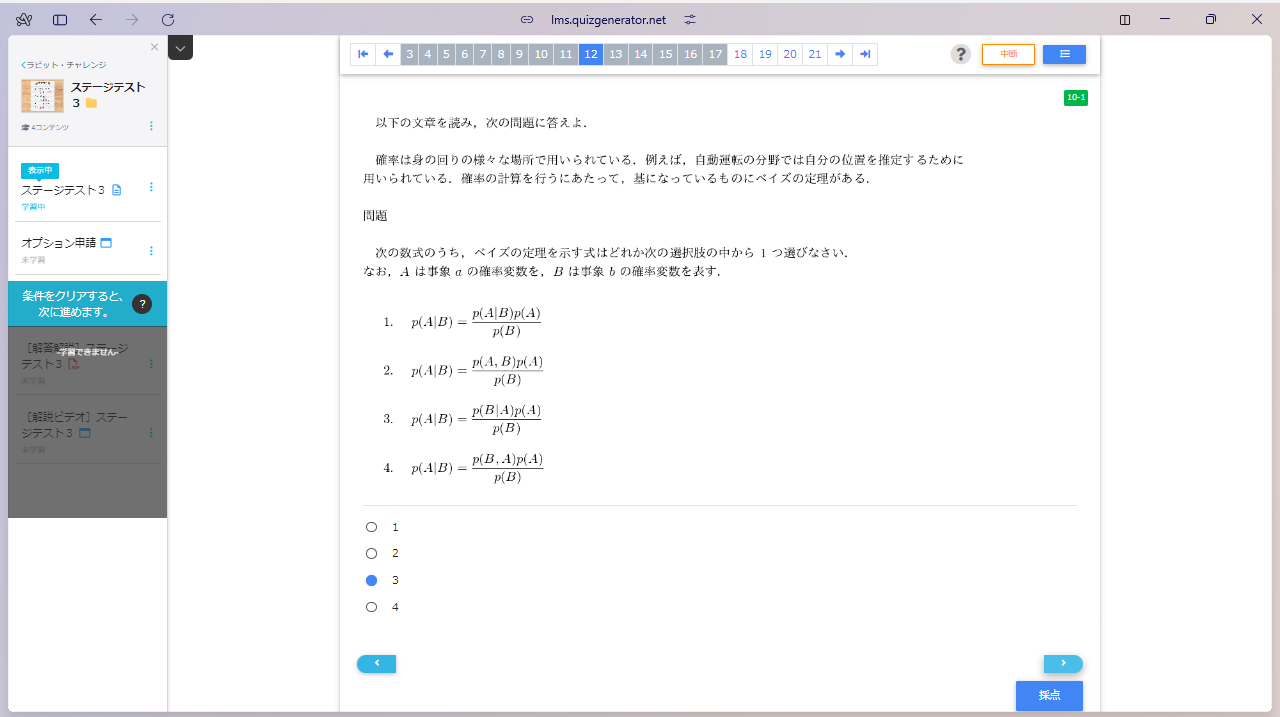 lms.quizgenerator.net
くラビット・チャレンジ
ステージテスト
3
4コンテンツ
表示中
ステージテスト3
学習中
オプション申請
未学習
条件をクリアすると、
次に進めます。
?
［解答解説］ステージ
テスト3
-学習できません-
未学習
［解説ビデオ］ステー
ジテスト3
未学習
3 4 5 6 7 8 9 10 11 12 13 14 15 16 17 18 19 20 21
?
中断
10-1
以下の文章を読み，次の問題に答えよ．
確率は身の回りの様々な場所で用いられている．例えば，自動運転の分野では自分の位置を推定するために
用いられている．確率の計算を行うにあたって，基になっているものにベイズの定理がある．
問題
次の数式のうち，ベイズの定理を示す式はどれか次の選択肢の中から 1 つ選びなさい．
なお，A は事象 a の確率変数を，B は事象 b の確率変数を表す．
1. p(A|B) = p(A|B)p(A) / p(B)
2. p(A|B) = p(A, B)p(A) / p(B)
3. p(A|B) = p(B|A)p(A) / p(B)
4. p(A|B) = p(B, A)p(A) / p(B)
1
2
3
4
採点